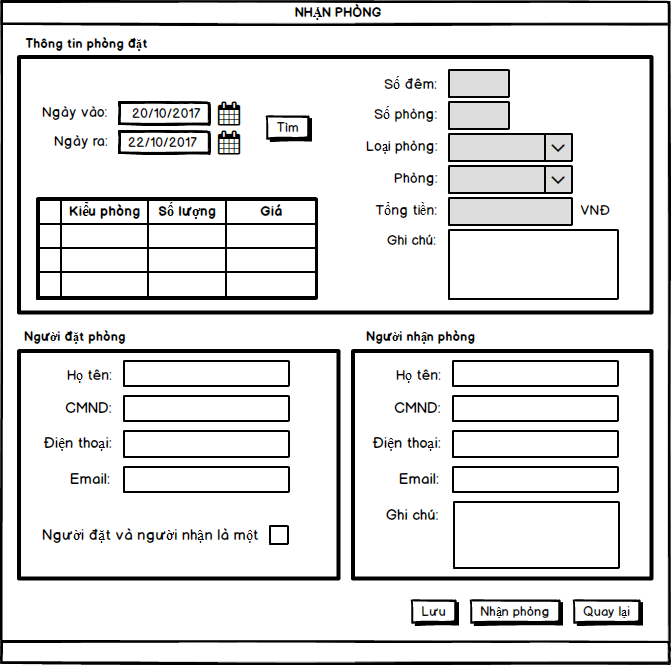 NHẬN PHÒNG
Thông tin phòng đặt
Ngày vào: 20/10/2017
Ngày ra: 22/10/2017
Tìm
Kiểu phòng Số lượng Giá
Số đêm:
Số phòng:
Loại phòng:
Phòng:
Tổng tiền: VNĐ
Ghi chú:
Người đặt phòng
Họ tên:
CMND:
Điện thoại:
Email:
Người đặt và người nhận là một
Người nhận phòng
Họ tên:
CMND:
Điện thoại:
Email:
Ghi chú:
Lưu Nhận phòng Quay lại